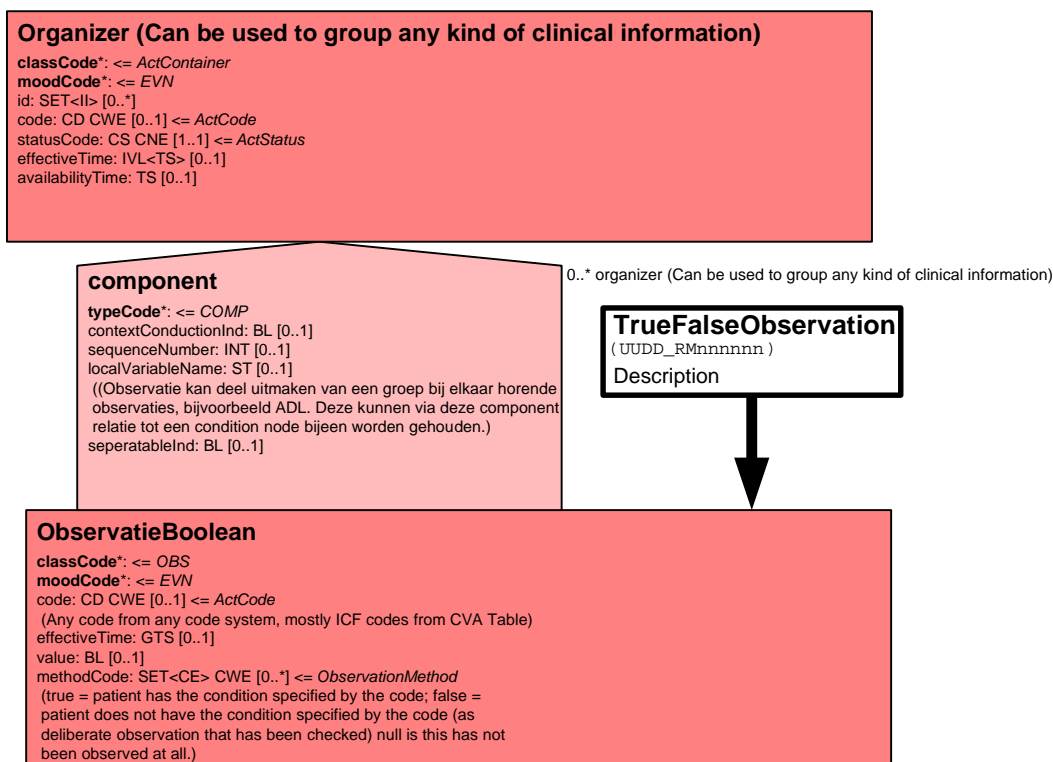 Organizer (Can be used to group any kind of clinical information)
classCode*: <= ActContainer
moodCode*: <= EVN
id: SET<II> [0..*]
code: CD CWE [0..1] <= ActCode
statusCode: CS CNE [1..1] <= ActStatus
effectiveTime: IVL<TS> [0..1]
availabilityTime: TS [0..1]
component
typeCode*: <= COMP
contextConductionInd: BL [0..1]
sequenceNumber: INT [0..1]
localVariableName: ST [0..1]
((Observatie kan deel uitmaken van een groep bij elkaar horende
observaties, bijvoorbeeld ADL. Deze kunnen via deze component
relatie tot een condition node bijeen worden gehouden.)
seperatableInd: BL [0..1]
0..* organizer (Can be used to group any kind of clinical information)
TrueFalseObservation
(UUDD_RMnnnnnn)
Description
ObservatieBoolean
classCode*: <= OBS
moodCode*: <= EVN
code: CD CWE [0..1] <= ActCode
(Any code from any code system, mostly ICF codes from CVA Table)
effectiveTime: GTS [0..1]
value: BL [0..1]
methodCode: SET<CE> CWE [0..*] <= ObservationMethod
(true = patient has the condition specified by the code; false =
patient does not have the condition specified by the code (as
deliberate observation that has been checked) null is this has not
been observed at all.)